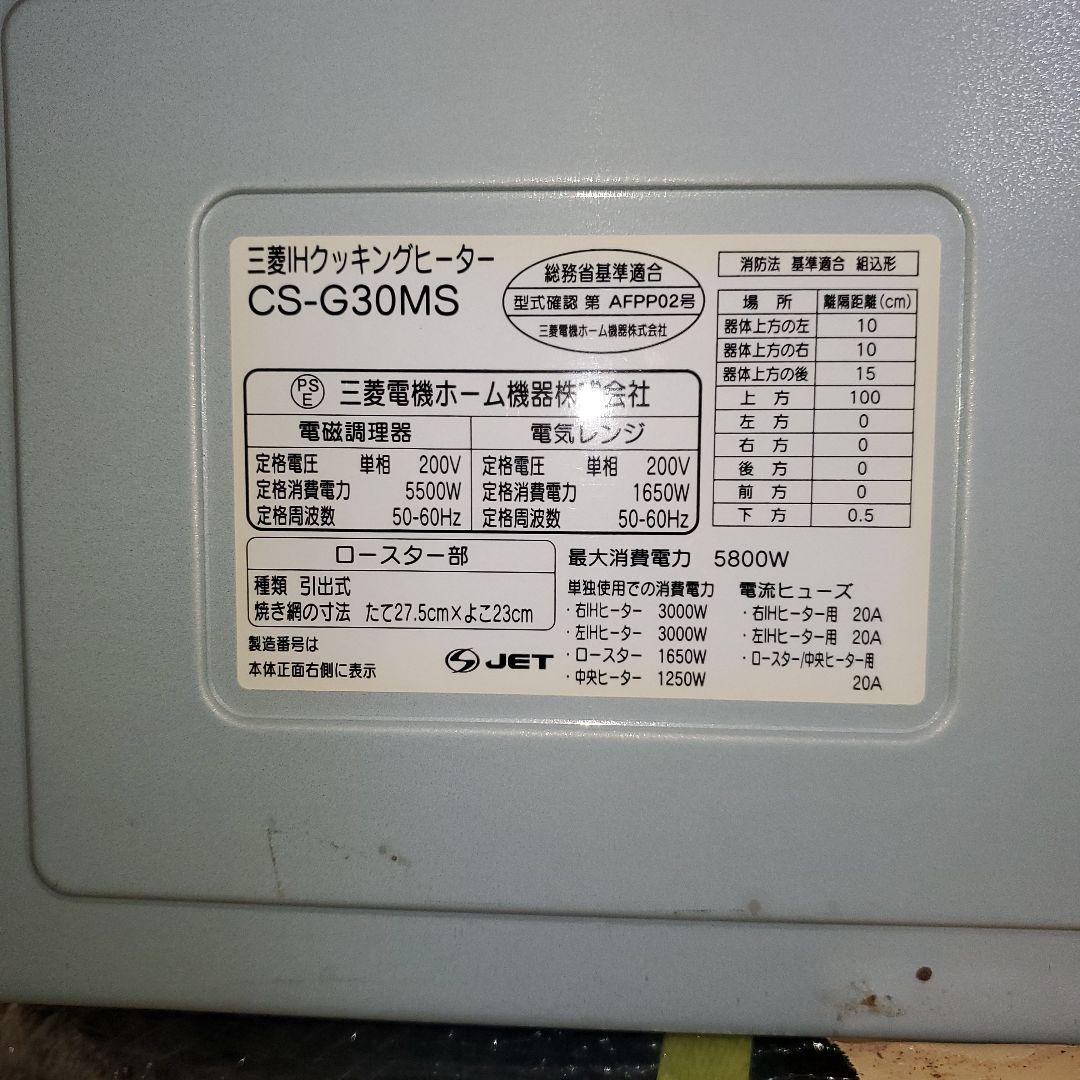 三菱IHクッキングヒーター
CS-G30MS
総務省基準適合
型式確認 第 AFPP02号
三菱電機ホーム機器株式会社
消防法 基準適合 組込形
場 所 離隔距離(cm)
器体上方の左 10
器体上方の右 10
器体上方の後 15
上 方 100
左 方 0
右 方 0
後 方 0
前 方 0
下 方 0.5
PS
E
三菱電機ホーム機器株式会社
電磁調理器
定格電圧 単相 200V
定格消費電力 5500W
定格周波数 50-60Hz
電気レンジ
定格電圧 単相 200V
定格消費電力 1650W
定格周波数 50-60Hz
ロースター部
種類 引出式
焼き網の寸法 たて27.5cm×よこ23cm
製造番号は
本体正面右側に表示
JET
最大消費電力 5800W
単独使用での消費電力
・右IHヒーター 3000W
・左IHヒーター 3000W
・ロースター 1650W
・中央ヒーター 1250W
電流ヒューズ
・右IHヒーター用 20A
・左IHヒーター用 20A
・ロースター/中央ヒーター用
20A